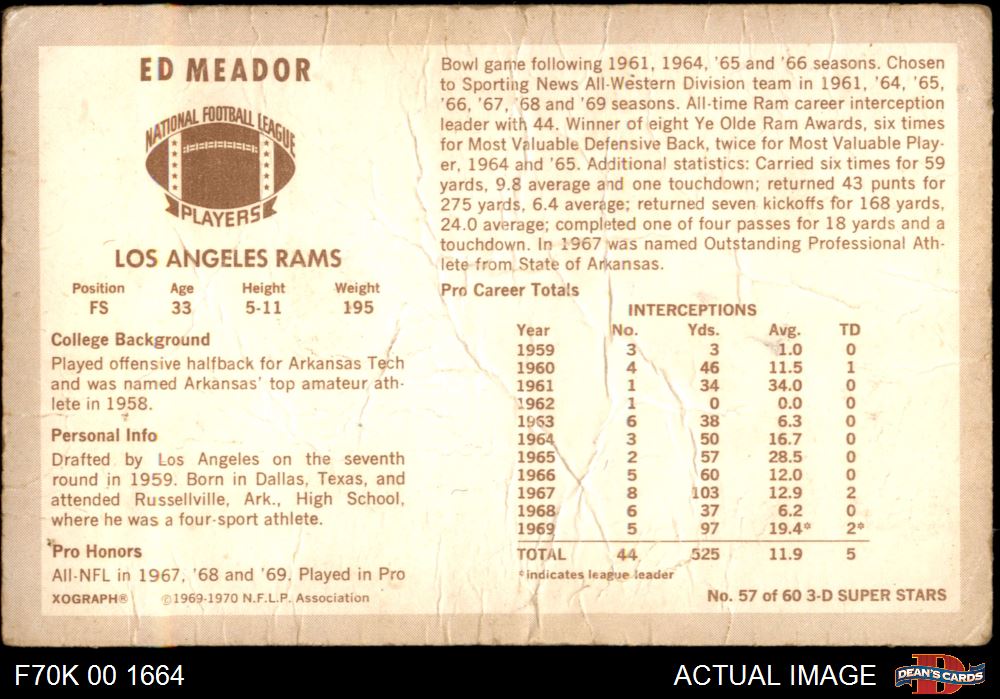 ED MEADOR
NATIONAL FOOTBALL LEAGUE
PLAYERS
LOS ANGELES RAMS
Position Age Height Weight
FS 33 5-11 195
College Background
Played offensive halfback for Arkansas Tech
and was named Arkansas' top amateur ath-
lete in 1958.
Personal Info
Drafted by Los Angeles on the seventh
round in 1959. Born in Dallas, Texas, and
attended Russellville, Ark., High School,
where he was a four-sport athlete.
Pro Honors
All-NFL in 1967, '68 and '69. Played in Pro
XOGRAPH® ©1969-1970 N.F.L.P. Association
Bowl game following 1961, 1964, '65 and '66 seasons. Chosen
to Sporting News All-Western Division team in 1961, '64, '65,
'66, '67, '68 and '69 seasons. All-time Ram career interception
leader with 44. Winner of eight Ye Olde Ram Awards, six times
for Most Valuable Defensive Back, twice for Most Valuable Play-
er, 1964 and '65. Additional statistics: Carried six times for 59
yards, 9.8 average and one touchdown; returned 43 punts for
275 yards, 6.4 average; returned seven kickoffs for 168 yards,
24.0 average; completed one of four passes for 18 yards and a
touchdown. In 1967 was named Outstanding Professional Ath-
lete from State of Arkansas.
Pro Career Totals
INTERCEPTIONS
Year No. Yds. Avg. TD
1959 3 3 1.0 0
1960 4 46 11.5 1
1961 1 34 34.0 0
1962 1 0 0.0 0
1963 6 38 6.3 0
1964 3 50 16.7 0
1965 2 57 28.5 0
1966 5 60 12.0 0
1967 8 103 12.9 2
1968 6 37 6.2 0
1969 5 97 19.4* 2*
TOTAL 44 525 11.9 5
*indicates league leader
No. 57 of 60 3-D SUPER STARS
F70K 00 1664
ACTUAL IMAGE
D
DEAN'S CARDS